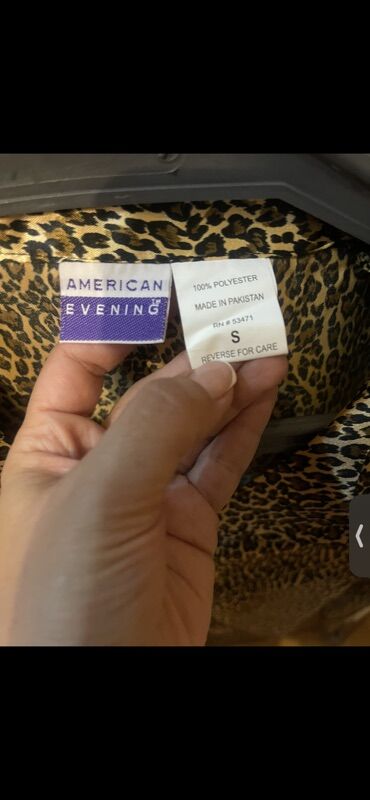 AMERICAN
EVENING
100% POLYESTER
MADE IN PAKISTAN
RN # 53471
S
REVERSE FOR CARE